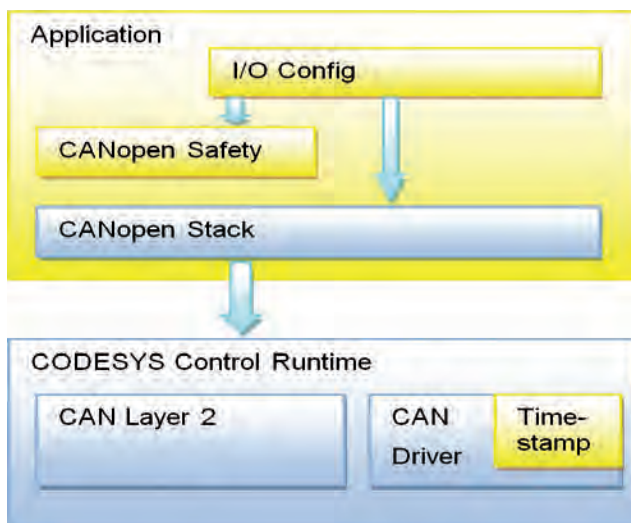 Application
I/O Config
CANopen Safety
CANopen Stack
CODESYS Control Runtime
CAN Layer 2
CAN
Driver
Time-
stamp